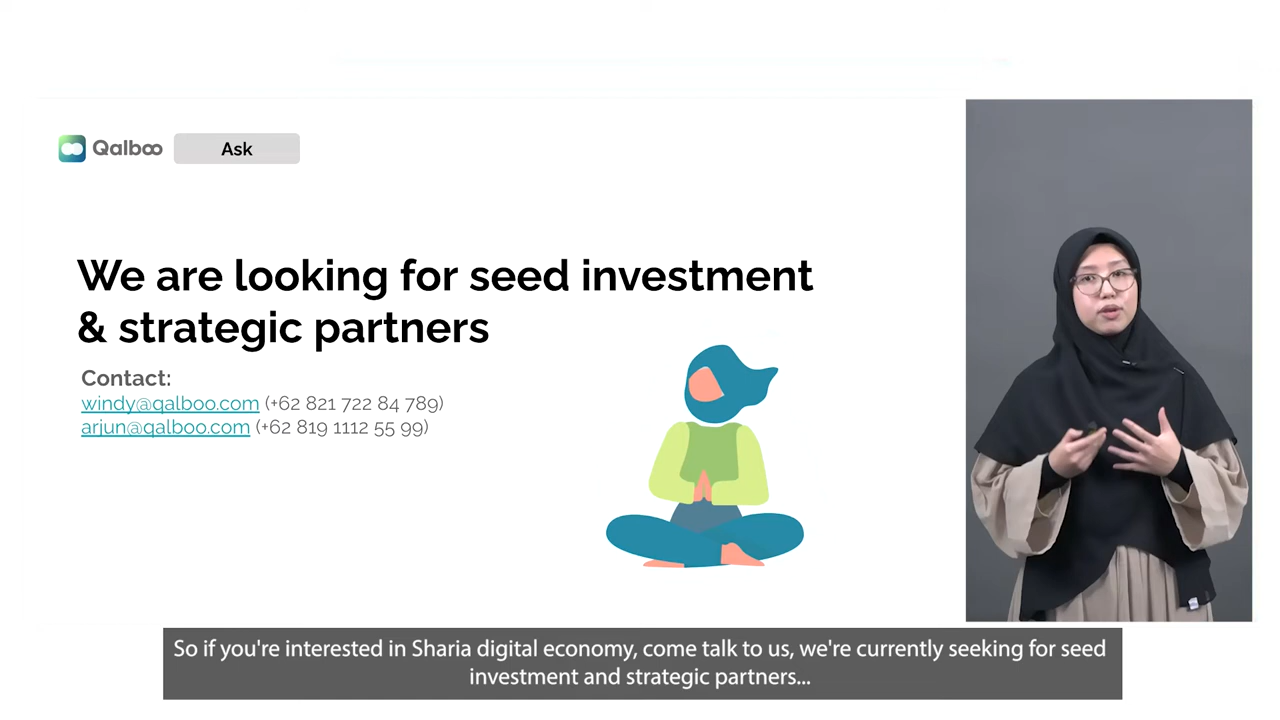 Qalboo
Ask
We are looking for seed investment
& strategic partners
Contact:
windy@qalboo.com (+62 821 722 84 789)
arjun@qalboo.com (+62 819 1112 55 99)
So if you're interested in Sharia digital economy, come talk to us, we're currently seeking for seed
investment and strategic partners...